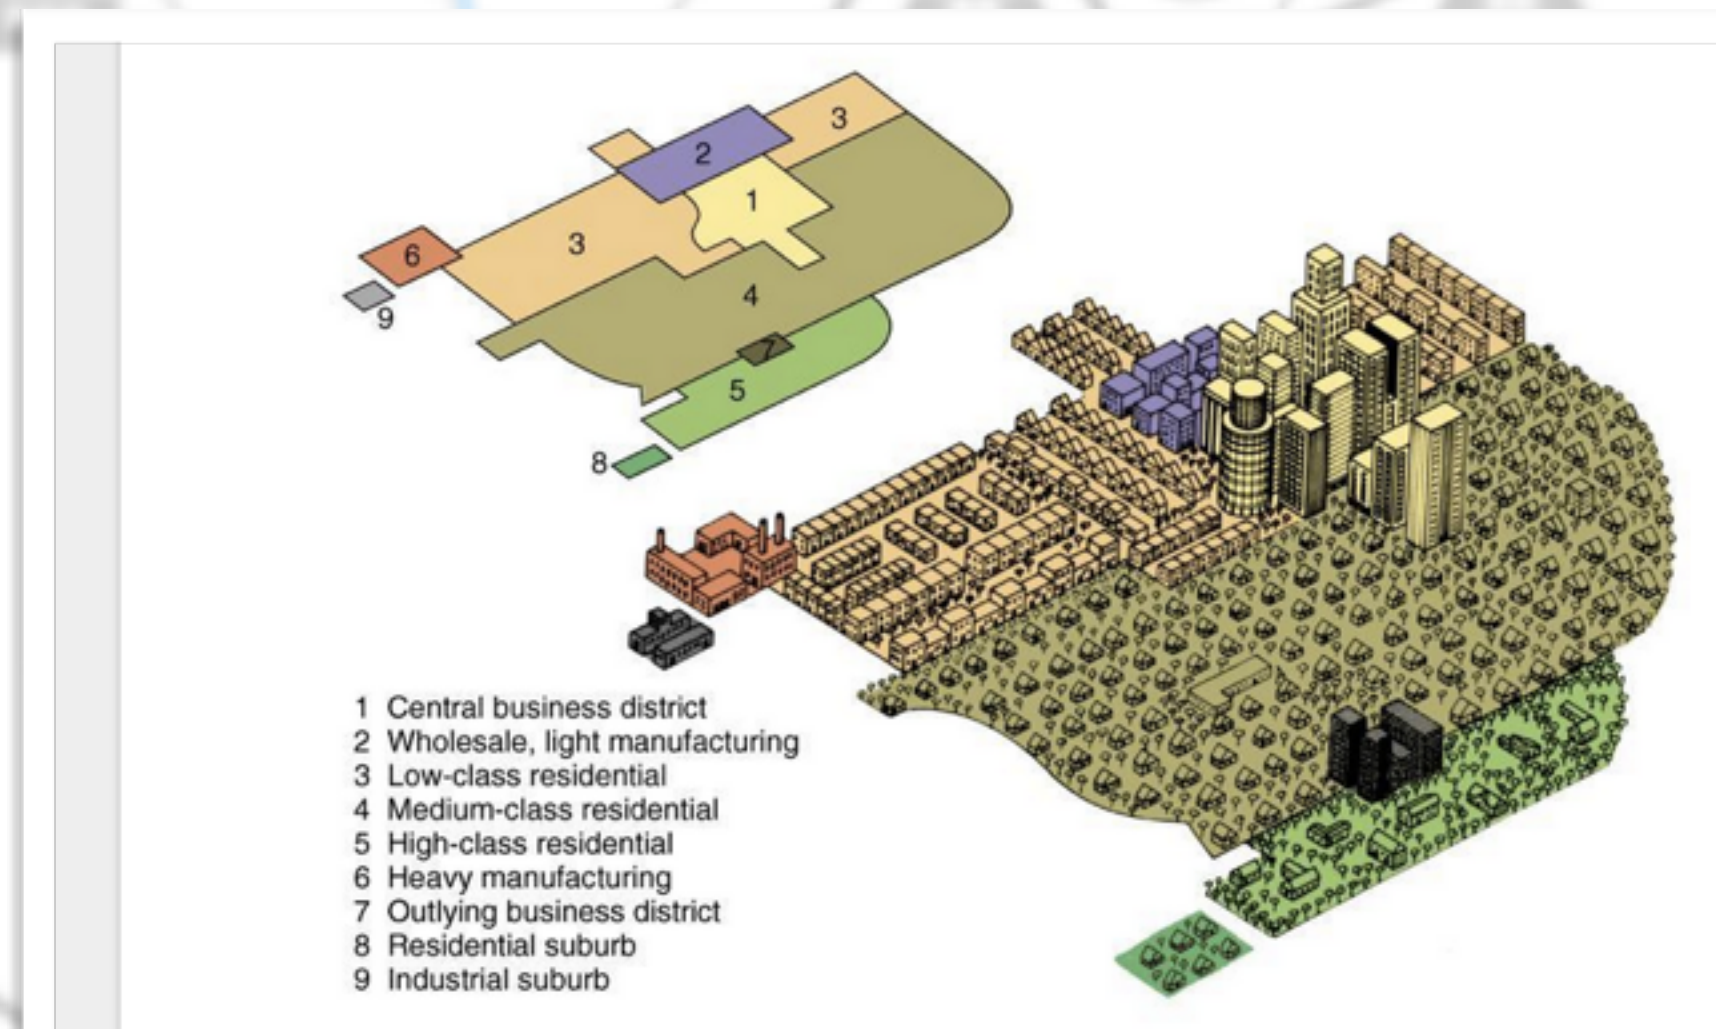 3
2
1
3
6
4
9
7
5
8
1 Central business district
2 Wholesale, light manufacturing
3 Low-class residential
4 Medium-class residential
5 High-class residential
6 Heavy manufacturing
7 Outlying business district
8 Residential suburb
9 Industrial suburb